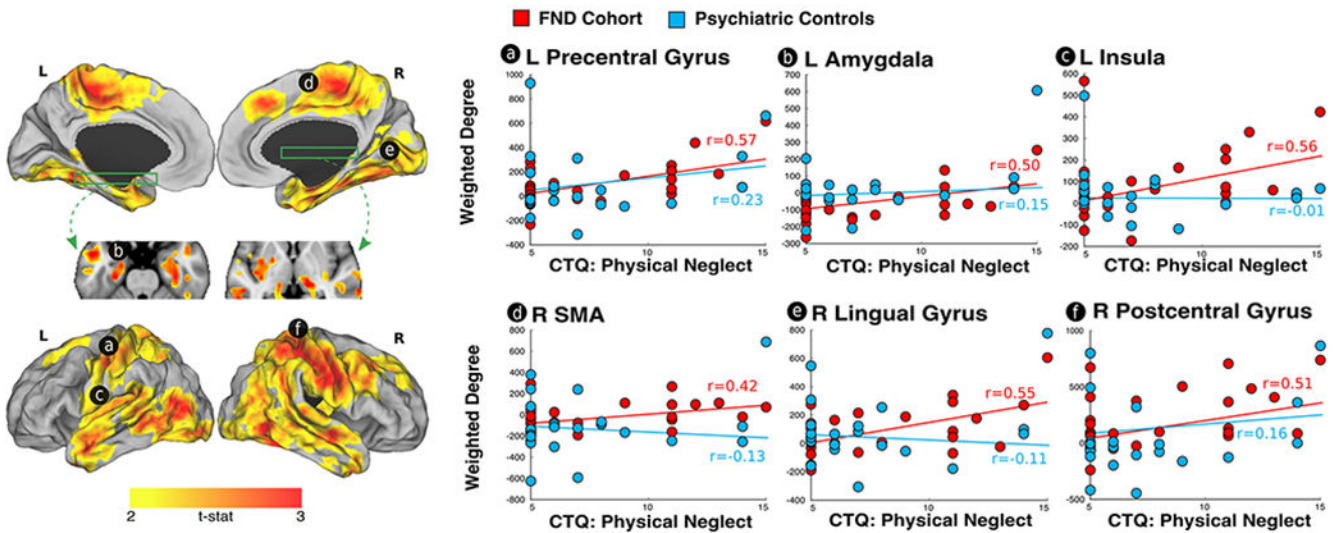 FND Cohort Psychiatric Controls
L R
d
e
b
L R
a
c
f
2 t-stat 3
a L Precentral Gyrus
Weighted Degree
1000
800
600
400
200
0
-200
-400
r=0.57
r=0.23
5 10 15
CTQ: Physical Neglect
b L Amygdala
700
600
500
400
300
200
100
0
-100
-200
-300
r=0.50
r=0.15
5 10 15
CTQ: Physical Neglect
c L Insula
600
500
400
300
200
100
0
-100
-200
-300
r=0.56
r=-0.01
5 10 15
CTQ: Physical Neglect
d R SMA
Weighted Degree
800
600
400
200
0
-200
-400
-600
-800
r=0.42
r=-0.13
5 10 15
CTQ: Physical Neglect
e R Lingual Gyrus
800
600
400
200
0
-200
-400
r=0.55
r=-0.11
5 10 15
CTQ: Physical Neglect
f R Postcentral Gyrus
1000
5000
0
-500
r=0.51
r=0.16
5 10 15
CTQ: Physical Neglect